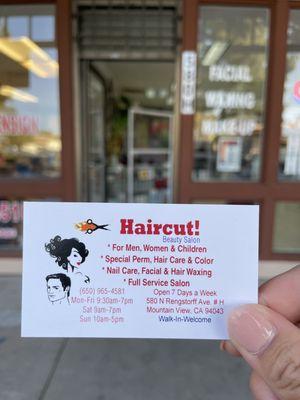 FACIAL
WAXING
MAKE-UP
Haircut!
Beauty Salon
* For Men, Women & Children
* Special Perm, Hair Care & Color
* Nail Care, Facial & Hair Waxing
* Full Service Salon
(650) 965-4581
Mon-Fri 9:30am-7pm
Sat 9am-7pm
Sun 10am-5pm
Open 7 Days a Week
580 N Rengstorff Ave. # H
Mountain View, CA 94043
Walk-In-Welcome